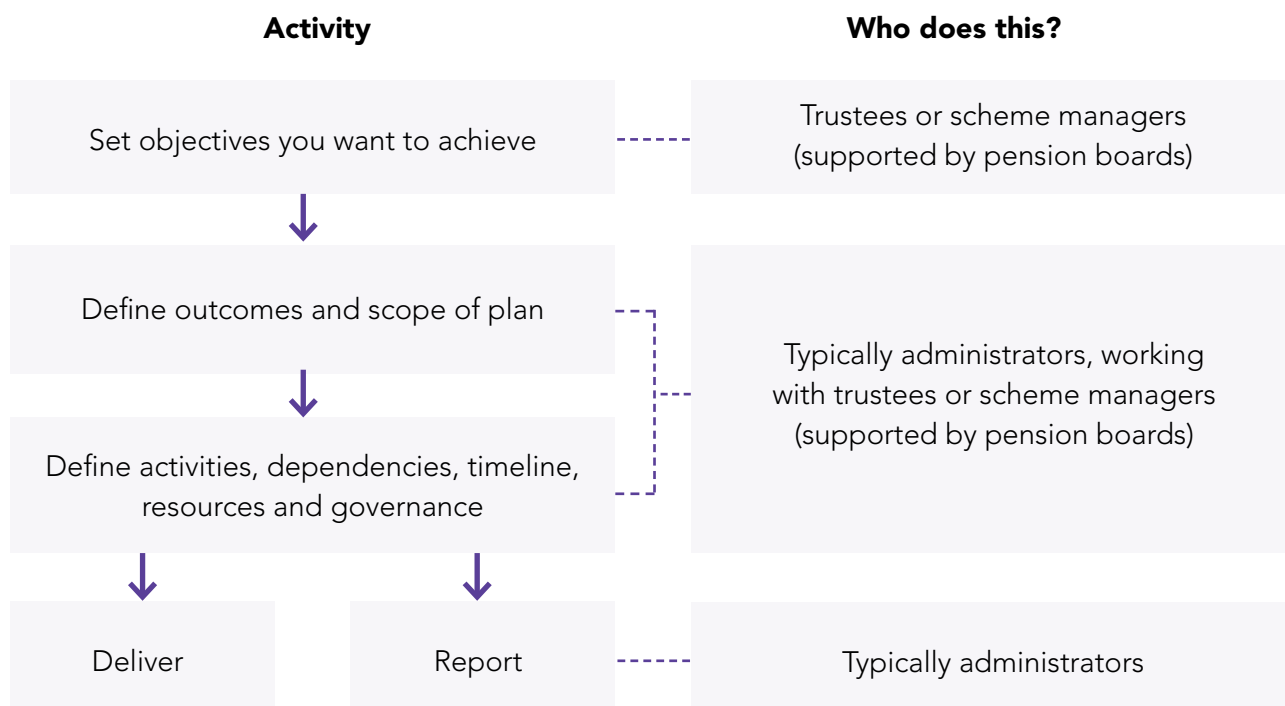 Activity
Who does this?
Set objectives you want to achieve
Trustees or scheme managers
(supported by pension boards)
Define outcomes and scope of plan
Typically administrators, working
with trustees or scheme managers
(supported by pension boards)
Define activities, dependencies, timeline,
resources and governance
Deliver
Report
Typically administrators